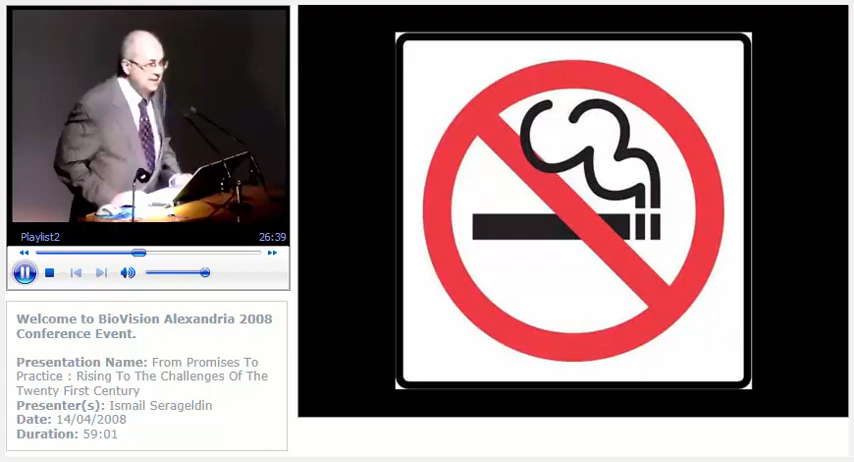 Playlist2 26:39
Welcome to BioVision Alexandria 2008
Conference Event.
Presentation Name: From Promises To
Practice : Rising To The Challenges Of The
Twenty First Century
Presenter(s): Ismail Serageldin
Date: 14/04/2008
Duration: 59:01